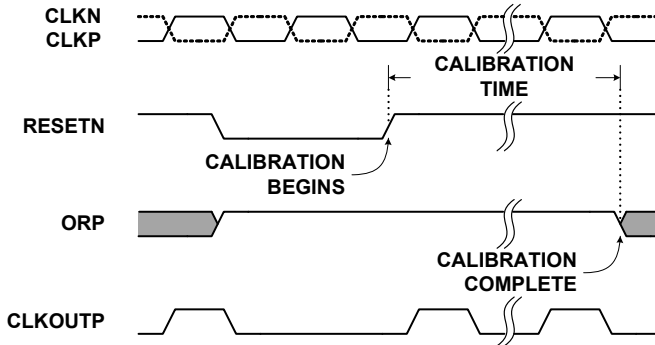 CLKN
CLKP
CALIBRATION
TIME
RESETN
CALIBRATION
BEGINS
ORP
CALIBRATION
COMPLETE
CLKOUTP